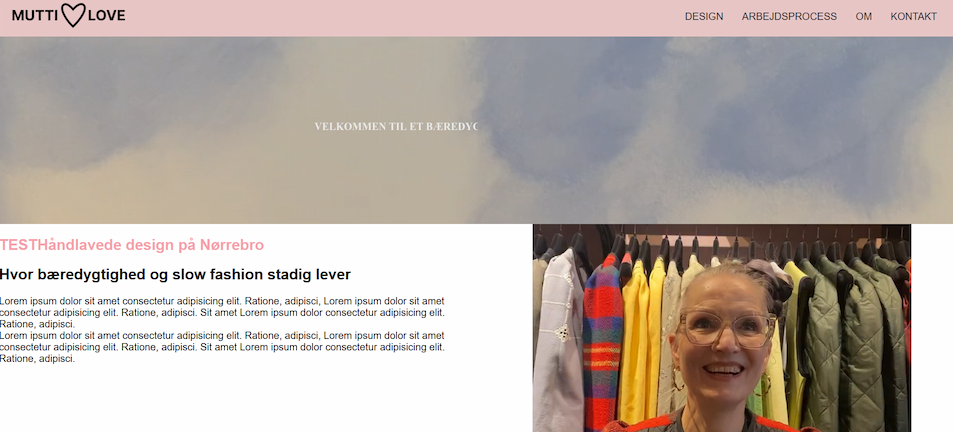 MUTTI LOVE
DESIGN ARBEJDSPROCESS OM KONTAKT
VELKOMMEN TIL ET
TESTHåndlavede design på Nørrebro
Hvor bæredygtighed og slow fashion stadig lever
Lorem ipsum dolor sit amet consectetur adipisicing elit. Ratione, adipisci, Lorem ipsum dolor sit amet
consectetur adipisicing elit. Ratione, adipisci. Sit amet Lorem ipsum dolor consectetur adipisicing elit.
Ratione, adipisci.
Lorem ipsum dolor sit amet consectetur adipisicing elit. Ratione, adipisci, Lorem ipsum dolor sit amet
consectetur adipisicing elit. Ratione, adipisci. Sit amet Lorem ipsum dolor consectetur adipisicing elit.
Ratione, adipisci.